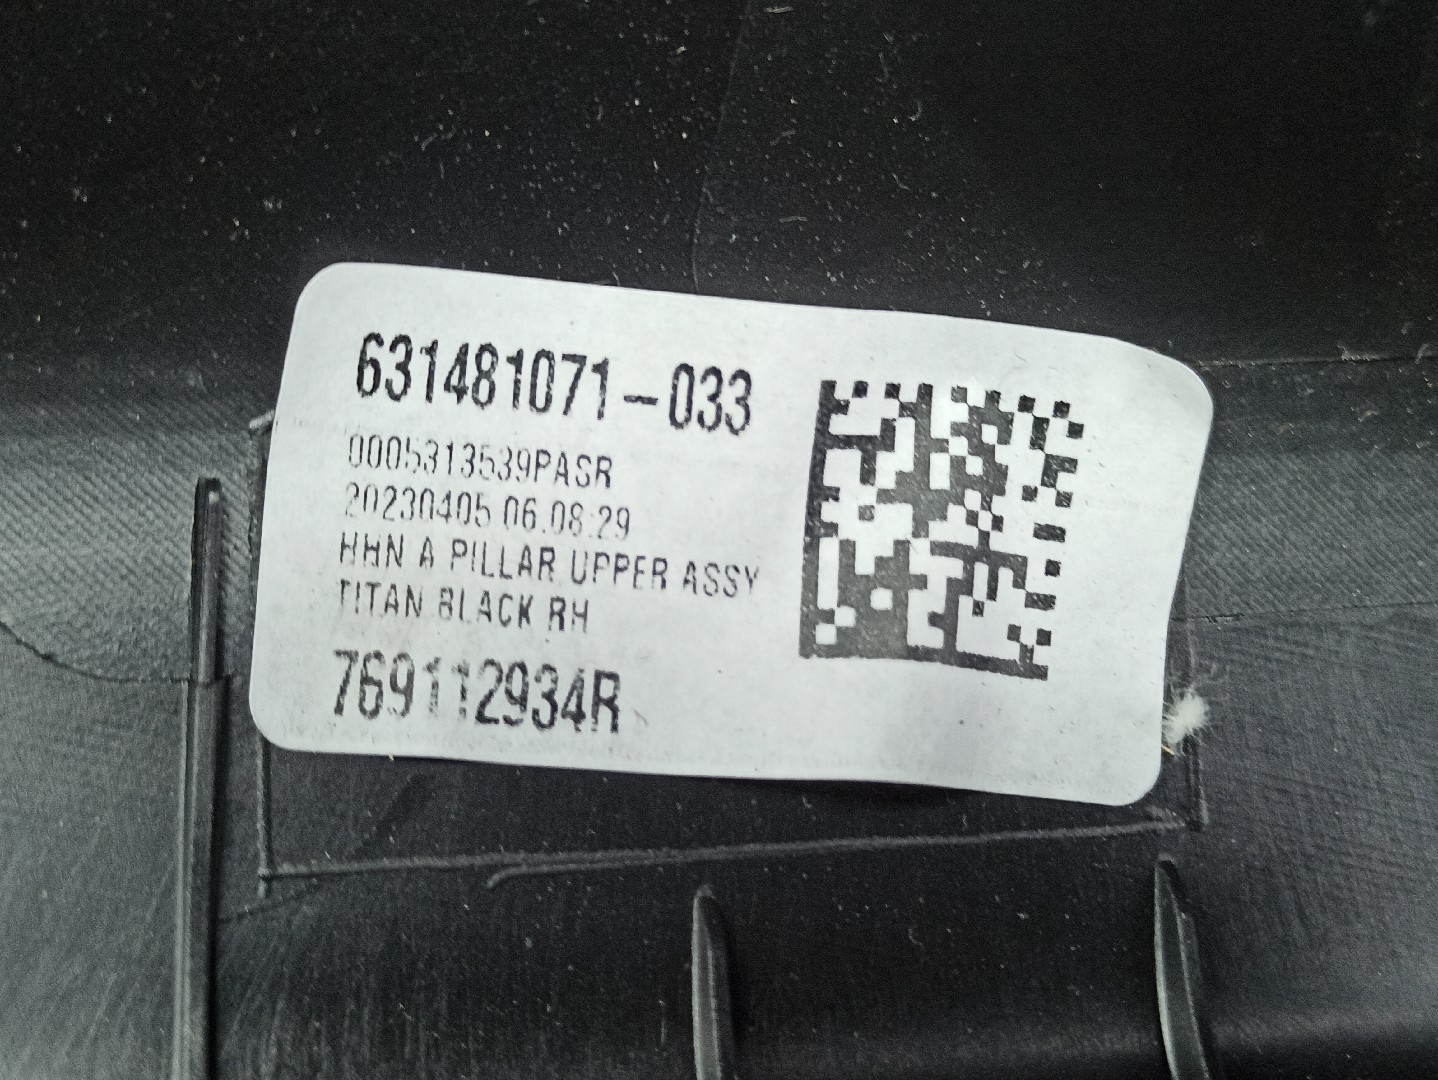 631481071-033
0005313539PASR
20230405 06:08:29
HHN A PILLAR UPPER ASSY
TITAN BLACK RH
769112934R